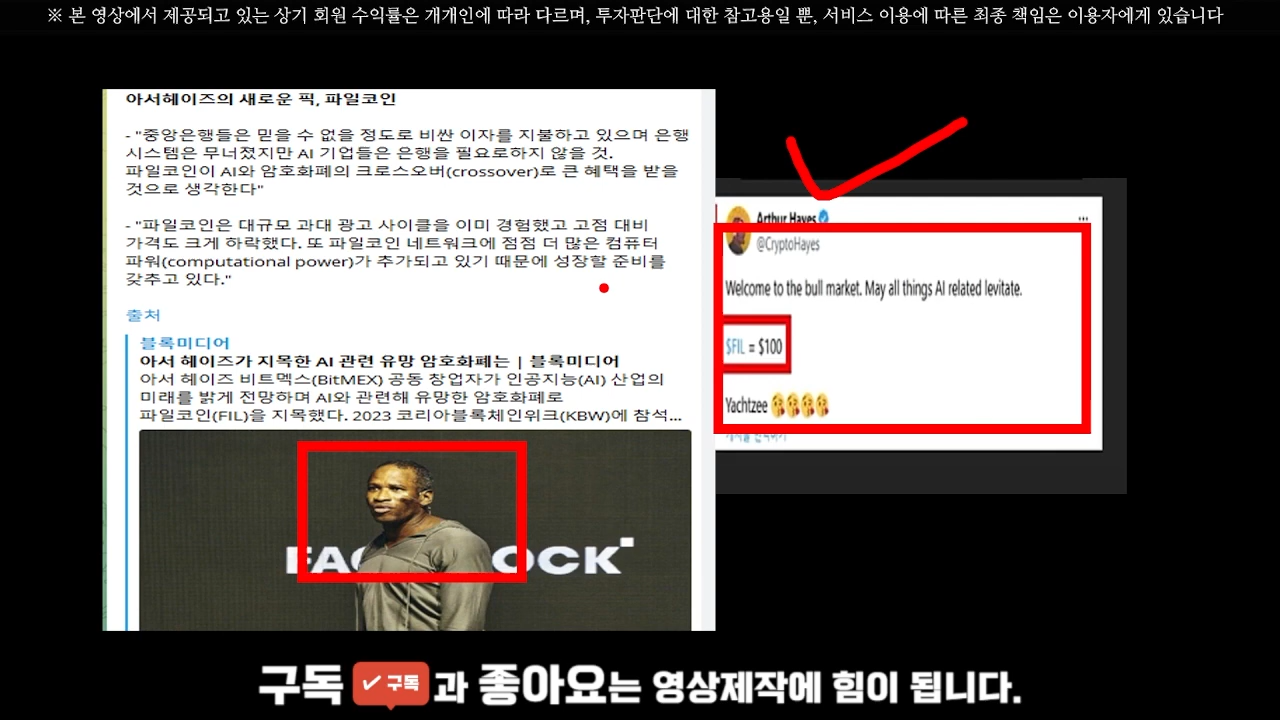 ※ 본 영상에서 제공되고 있는 상기 회원 수익률은 개개인에 따라 다르며, 투자판단에 대한 참고용일 뿐, 서비스 이용에 따른 최종 책임은 이용자에게 있습니다
아서헤이즈의 새로운 픽, 파일코인
- "중앙은행들은 믿을 수 없을 정도로 비싼 이자를 지불하고 있으며 은행
시스템은 무너졌지만 AI 기업들은 은행을 필요로하지 않을 것.
파일코인이 AI와 암호화폐의 크로스오버(crossover)로 큰 혜택을 받을
것으로 생각한다"
- "파일코인은 대규모 과대 광고 사이클을 이미 경험했고 고점 대비
가격도 크게 하락했다. 또 파일코인 네트워크에 점점 더 많은 컴퓨터
파워(computational power)가 추가되고 있기 때문에 성장할 준비를
갖추고 있다."
출처
블록미디어
아서 헤이즈가 지목한 AI 관련 유망 암호화폐는 | 블록미디어
아서 헤이즈 비트멕스(BitMEX) 공동 창업자가 인공지능(AI) 산업의
미래를 밝게 전망하며 AI와 관련해 유망한 암호화폐로
파일코인(FIL)을 지목했다. 2023 코리아블록체인위크(KBW)에 참석...
FAC OCK
Arthur Hayes
@CryptoHayes
Welcome to the bull market. May all things AI related levitate.
$FIL = $100
Yachtzee 😘😘😘😘
구독 ✓ 구독 과 좋아요는 영상제작에 힘이 됩니다.